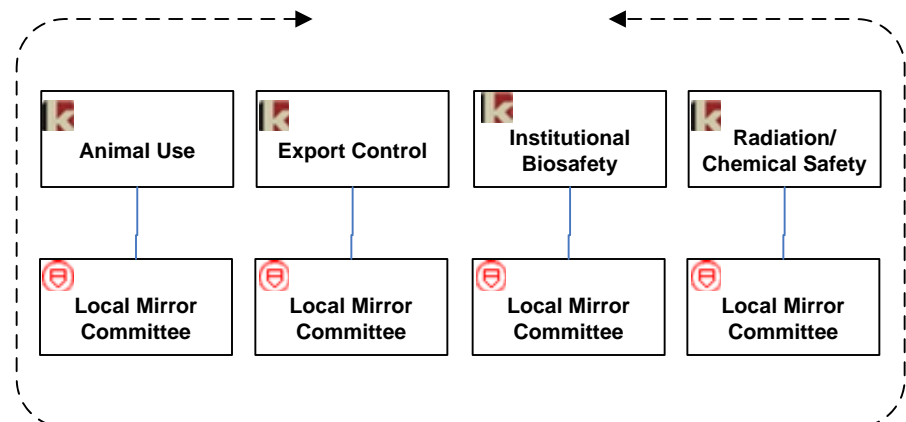 Animal Use
Export Control
Institutional
Biosafety
Radiation/
Chemical Safety
Local Mirror
Committee
Local Mirror
Committee
Local Mirror
Committee
Local Mirror
Committee